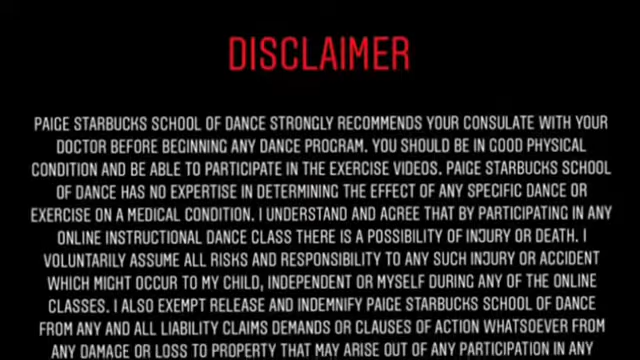 DISCLAIMER
PAIGE STARBUCKS SCHOOL OF DANCE STRONGLY RECOMMENDS YOUR CONSULATE WITH YOUR
DOCTOR BEFORE BEGINNING ANY DANCE PROGRAM. YOU SHOULD BE IN GOOD PHYSICAL
CONDITION AND BE ABLE TO PARTICIPATE IN THE EXERCISE VIDEOS. PAIGE STARBUCKS SCHOOL
OF DANCE HAS NO EXPERTISE IN DETERMINING THE EFFECT OF ANY SPECIFIC DANCE OR
EXERCISE ON A MEDICAL CONDITION. I UNDERSTAND AND AGREE THAT BY PARTICIPATING IN ANY
ONLINE INSTRUCTIONAL DANCE CLASS THERE IS A POSSIBILITY OF INJURY OR DEATH. I
VOLUNTARILY ASSUME ALL RISKS AND RESPONSIBILITY TO ANY SUCH INJURY OR ACCIDENT
WHICH MIGHT OCCUR TO MY CHILD, INDEPENDENT OR MYSELF DURING ANY OF THE ONLINE
CLASSES. I ALSO EXEMPT RELEASE AND INDEMNIFY PAIGE STARBUCKS SCHOOL OF DANCE
FROM ANY AND ALL LIABILITY CLAIMS DEMANDS OR CLAUSES OF ACTION WHATSOEVER FROM
ANY DAMAGE OR LOSS TO PROPERTY THAT MAY ARISE OUT OF ANY PARTICIPATION IN ANY